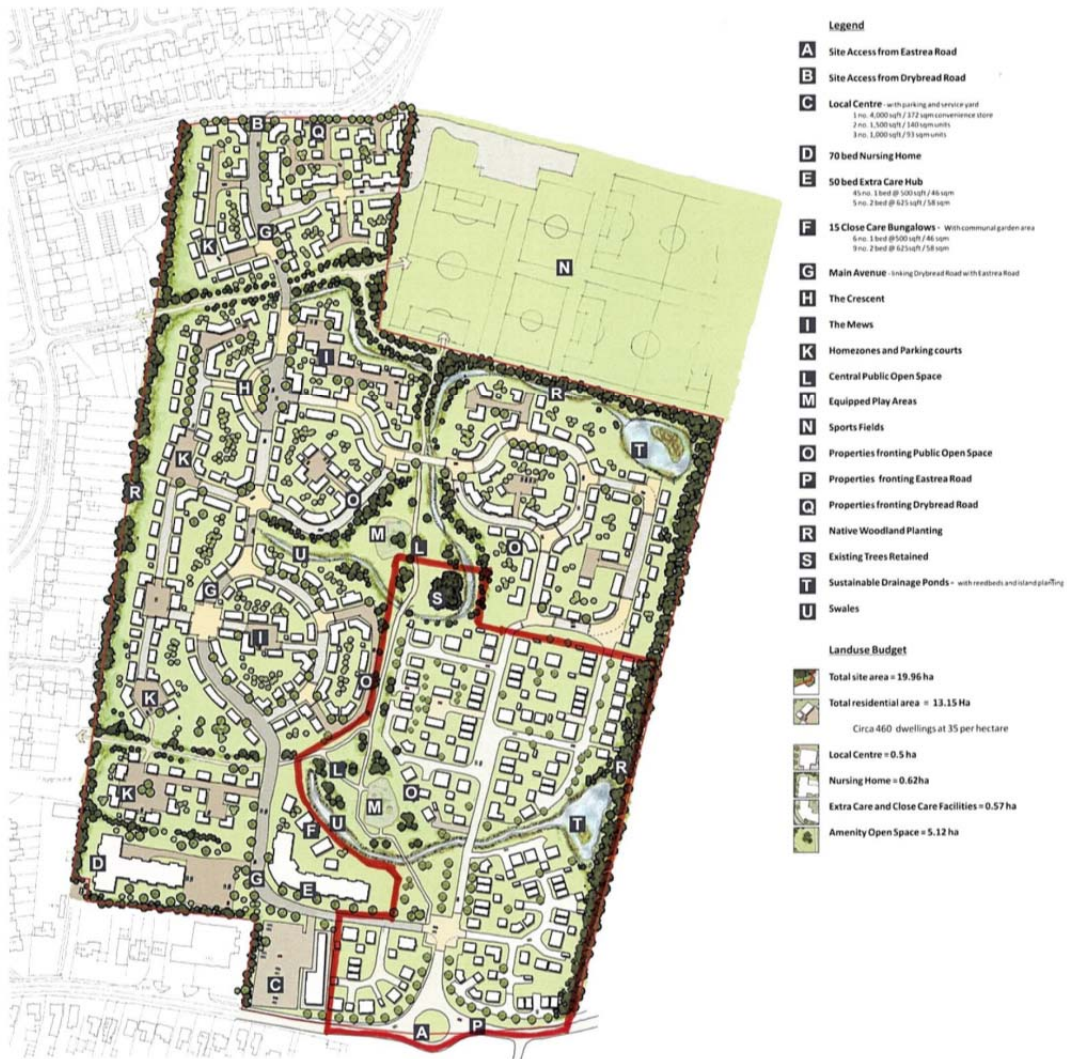 Legend
A Site Access from Eastrea Road
B Site Access from Drybread Road
C Local Centre - with parking and service yard
1 no. 4,000 sqft / 372 sqm convenience store
2 no. 1,500 sqft / 140 sqm units
3 no. 1,000 sqft / 93 sqm units
D 70 bed Nursing Home
E 50 bed Extra Care Hub
45 no. 1 bed @ 500 sqft / 46 sqm
5 no. 2 bed @ 625 sqft / 58 sqm
F 15 Close Care Bungalows - With communal garden area
6 no. 1 bed @500 sqft / 46 sqm
9 no. 2 bed @ 625sqft / 58 sqm
G Main Avenue - linking Drybread Road with Eastrea Road
H The Crescent
I The Mews
K Homezones and Parking courts
L Central Public Open Space
M Equipped Play Areas
N Sports Fields
O Properties fronting Public Open Space
P Properties fronting Eastrea Road
Q Properties fronting Drybread Road
R Native Woodland Planting
S Existing Trees Retained
T Sustainable Drainage Ponds - with reedbeds and island planting
U Swales
Landuse Budget
Total site area = 19.96 ha
Total residential area = 13.15 Ha
Circa 460 dwellings at 35 per hectare
Local Centre = 0.5 ha
Nursing Home = 0.62ha
Extra Care and Close Care Facilities = 0.57 ha
Amenity Open Space = 5.12 ha
B
Q
G
K
N
I
H
R
T
K
R
O
M
U
L
O
G
S
I
O
K
R
L
M
O
K
F
U
T
D
G
E
C
A
P